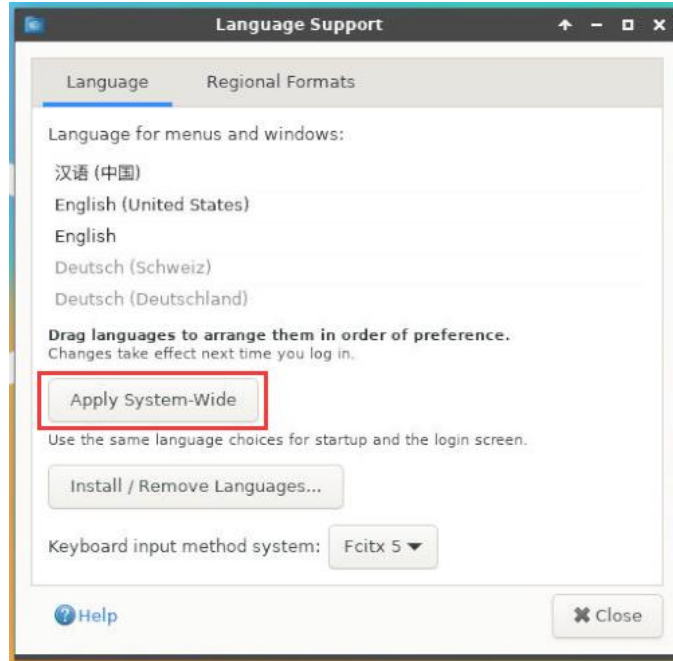 Language Support
Language Regional Formats
Language for menus and windows:
汉语 (中国)
English (United States)
English
Deutsch (Schweiz)
Deutsch (Deutschland)
Drag languages to arrange them in order of preference.
Changes take effect next time you log in.
Apply System-Wide
Use the same language choices for startup and the login screen.
Install / Remove Languages...
Keyboard input method system: Fcitx 5
Help Close